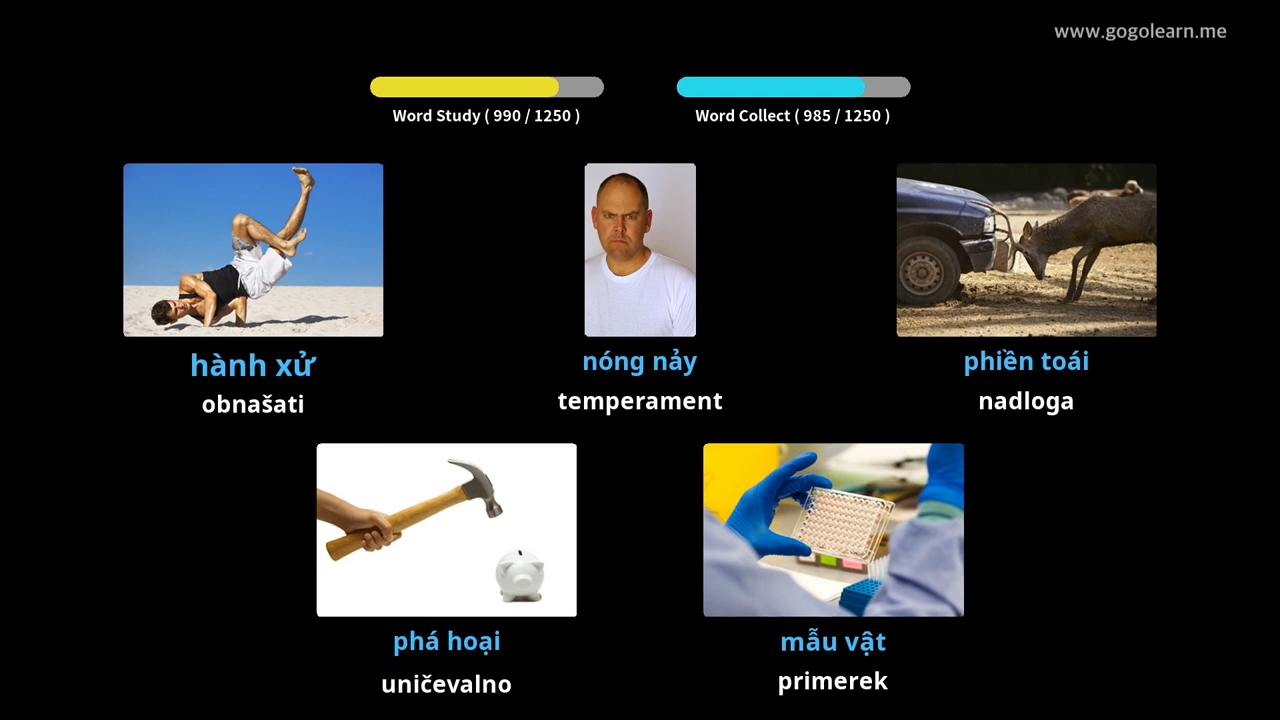 www.gogolearn.me
Word Study ( 990 / 1250 )
Word Collect ( 985 / 1250 )
hành xử
obnašati
nóng nảy
temperament
phiền toái
nadloga
phá hoại
uničevalno
mẫu vật
primerek